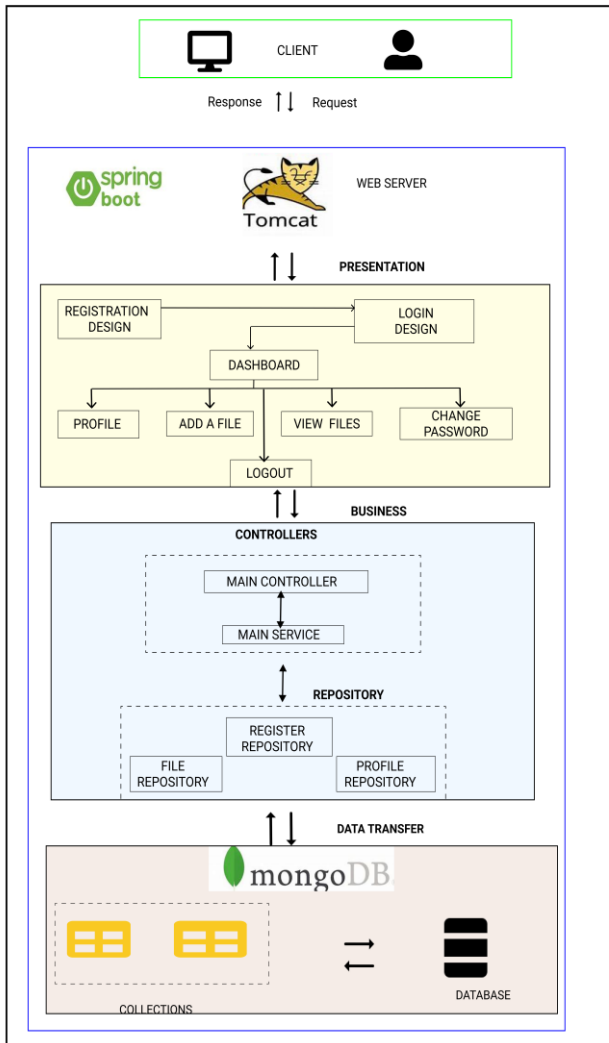 CLIENT
Response
Request
spring
boot
Tomcat
WEB SERVER
PRESENTATION
REGISTRATION
DESIGN
LOGIN
DESIGN
DASHBOARD
PROFILE
ADD A FILE
VIEW FILES
CHANGE
PASSWORD
LOGOUT
BUSINESS
CONTROLLERS
MAIN CONTROLLER
MAIN SERVICE
REPOSITORY
REGISTER
REPOSITORY
FILE
REPOSITORY
PROFILE
REPOSITORY
DATA TRANSFER
mongoDB
COLLECTIONS
DATABASE